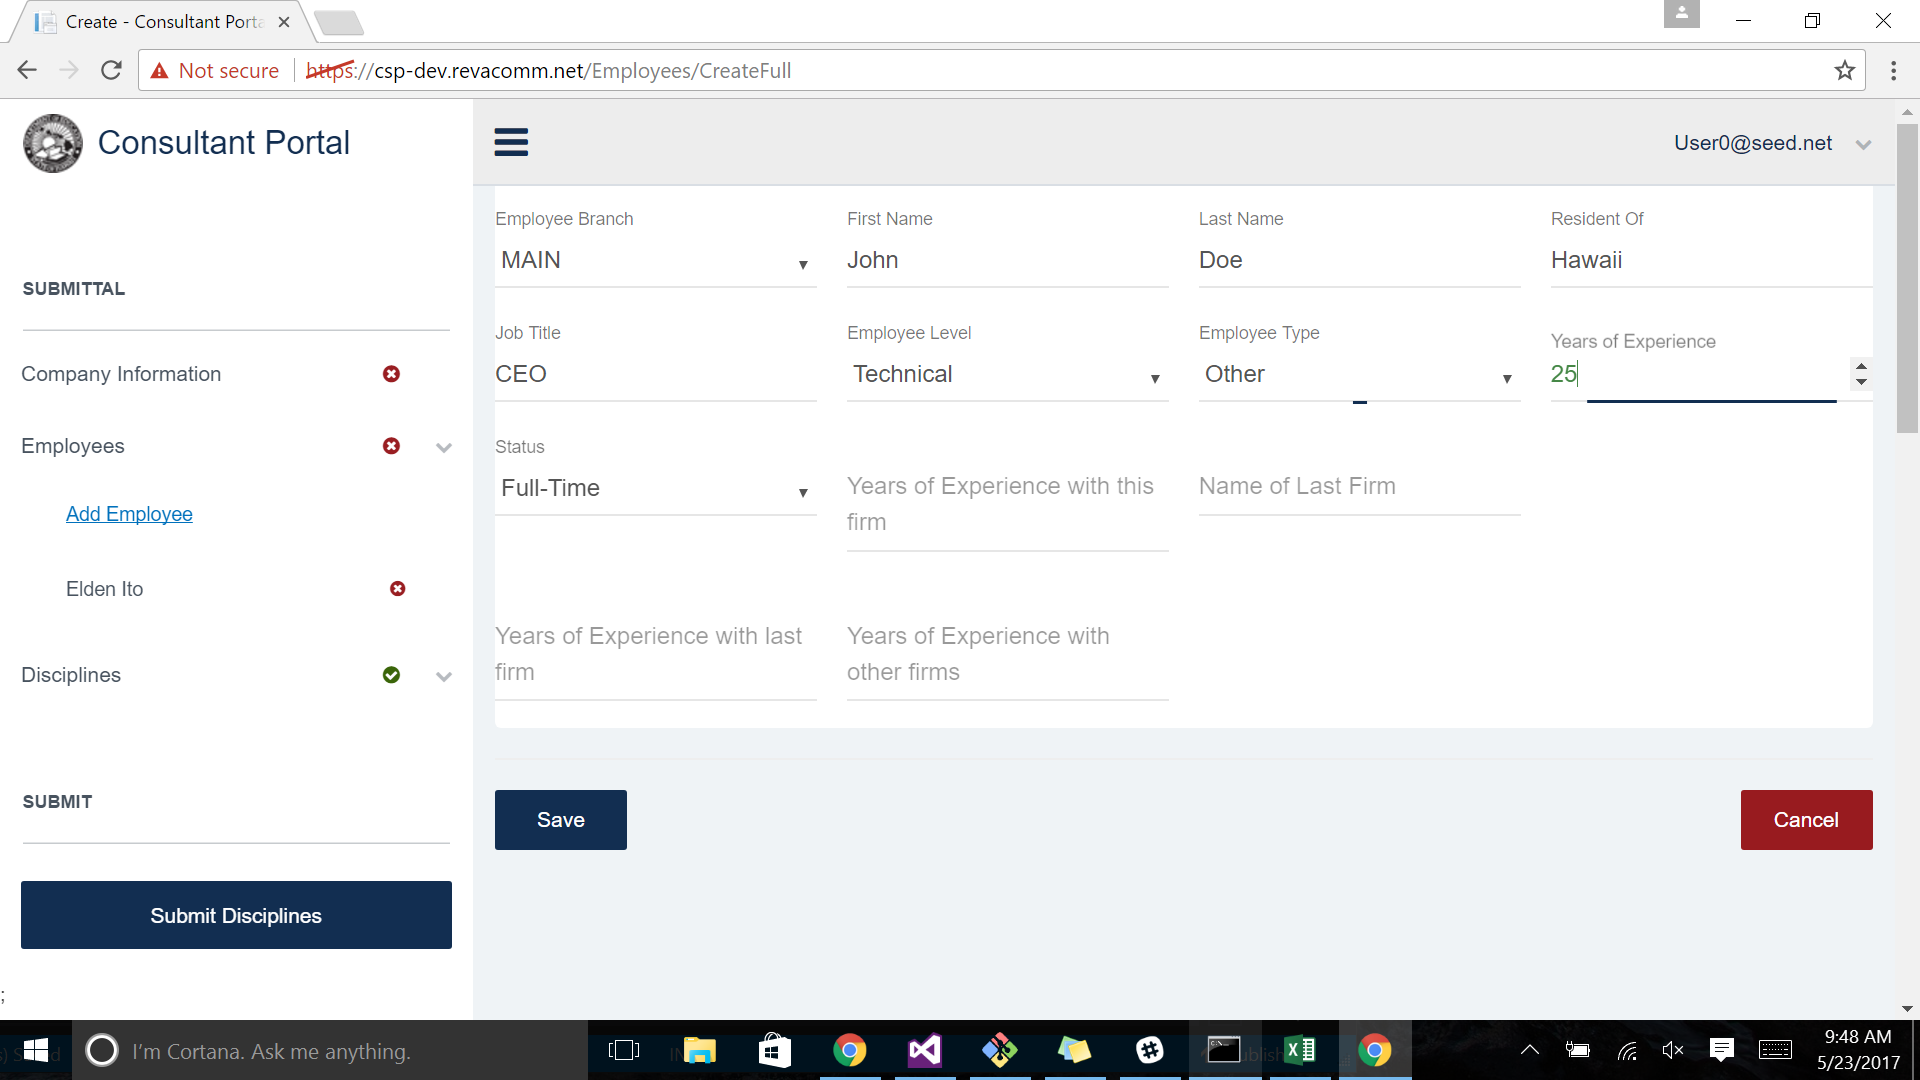 Create - Consultant Porta
Not secure
https://csp-dev.revacomm.net/Employees/CreateFull
Consultant Portal
User0@seed.net
SUBMITTAL
Company Information
Employees
Add Employee
Elden Ito
Disciplines
SUBMIT
Submit Disciplines
;
Employee Branch
MAIN
First Name
John
Last Name
Doe
Resident Of
Hawaii
Job Title
CEO
Employee Level
Technical
Employee Type
Other
Years of Experience
25
Status
Full-Time
Years of Experience with this
firm
Name of Last Firm
Years of Experience with last
firm
Years of Experience with
other firms
Save
Cancel
I'm Cortana. Ask me anything.
9:48 AM
5/23/2017